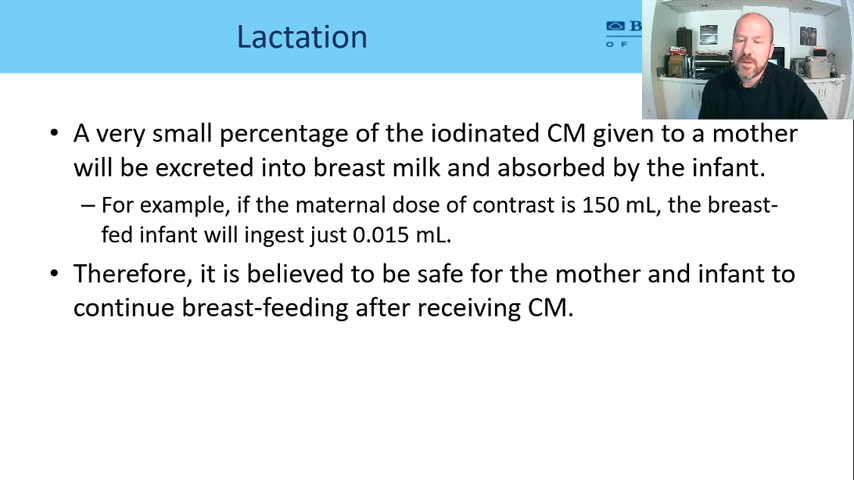 Lactation
B
OF
• A very small percentage of the iodinated CM given to a mother
will be excreted into breast milk and absorbed by the infant.
– For example, if the maternal dose of contrast is 150 mL, the breast-
fed infant will ingest just 0.015 mL.
• Therefore, it is believed to be safe for the mother and infant to
continue breast-feeding after receiving CM.